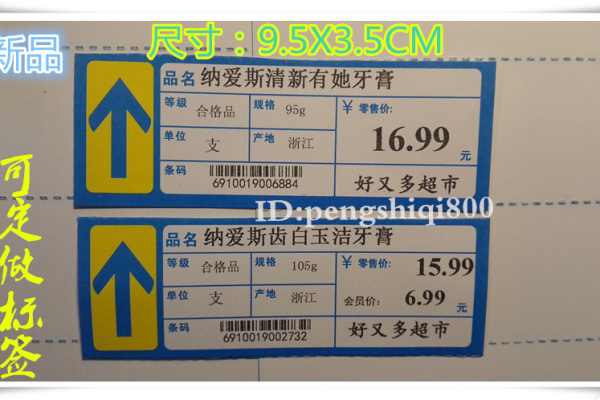 新品
尺寸：9.5X3.5CM
可定做标签
品名 纳爱斯清新有她牙膏
等级 合格品 规格 95g ￥ 零售价:
16.99 元
单位 支 产地 浙江
条码 6910019006884 好又多超市
ID:pengshiqi800
品名 纳爱斯齿白玉洁牙膏
等级 合格品 规格 105g ￥ 零售价: 15.99
单位 支 产地 浙江 会员价: 6.99 元
条码 6910019002732 好又多超市